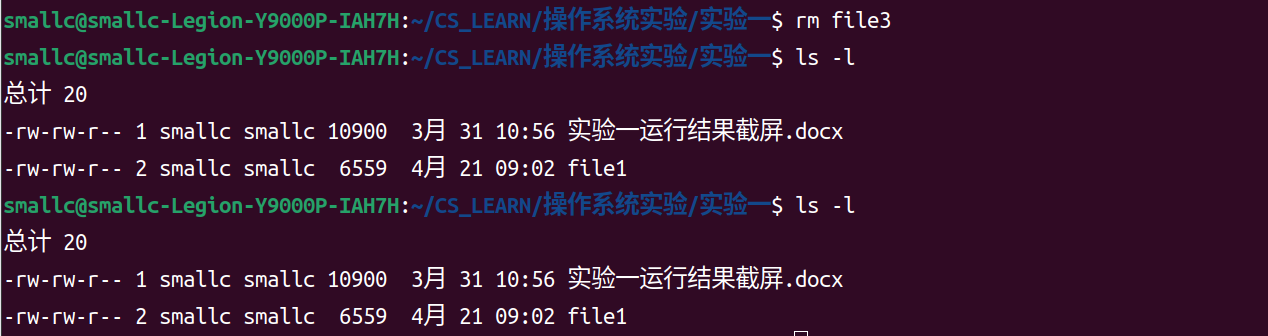 smallc@smallc-Legion-Y9000P-IAH7H:~/CS_LEARN/操作系统实验/实验一$ rm file3
smallc@smallc-Legion-Y9000P-IAH7H:~/CS_LEARN/操作系统实验/实验一$ ls -l
总计 20
-rw-rw-r-- 1 smallc smallc 10900  3月 31 10:56 实验一运行结果截屏.docx
-rw-rw-r-- 2 smallc smallc  6559  4月 21 09:02 file1
smallc@smallc-Legion-Y9000P-IAH7H:~/CS_LEARN/操作系统实验/实验一$ ls -l
总计 20
-rw-rw-r-- 1 smallc smallc 10900  3月 31 10:56 实验一运行结果截屏.docx
-rw-rw-r-- 2 smallc smallc  6559  4月 21 09:02 file1